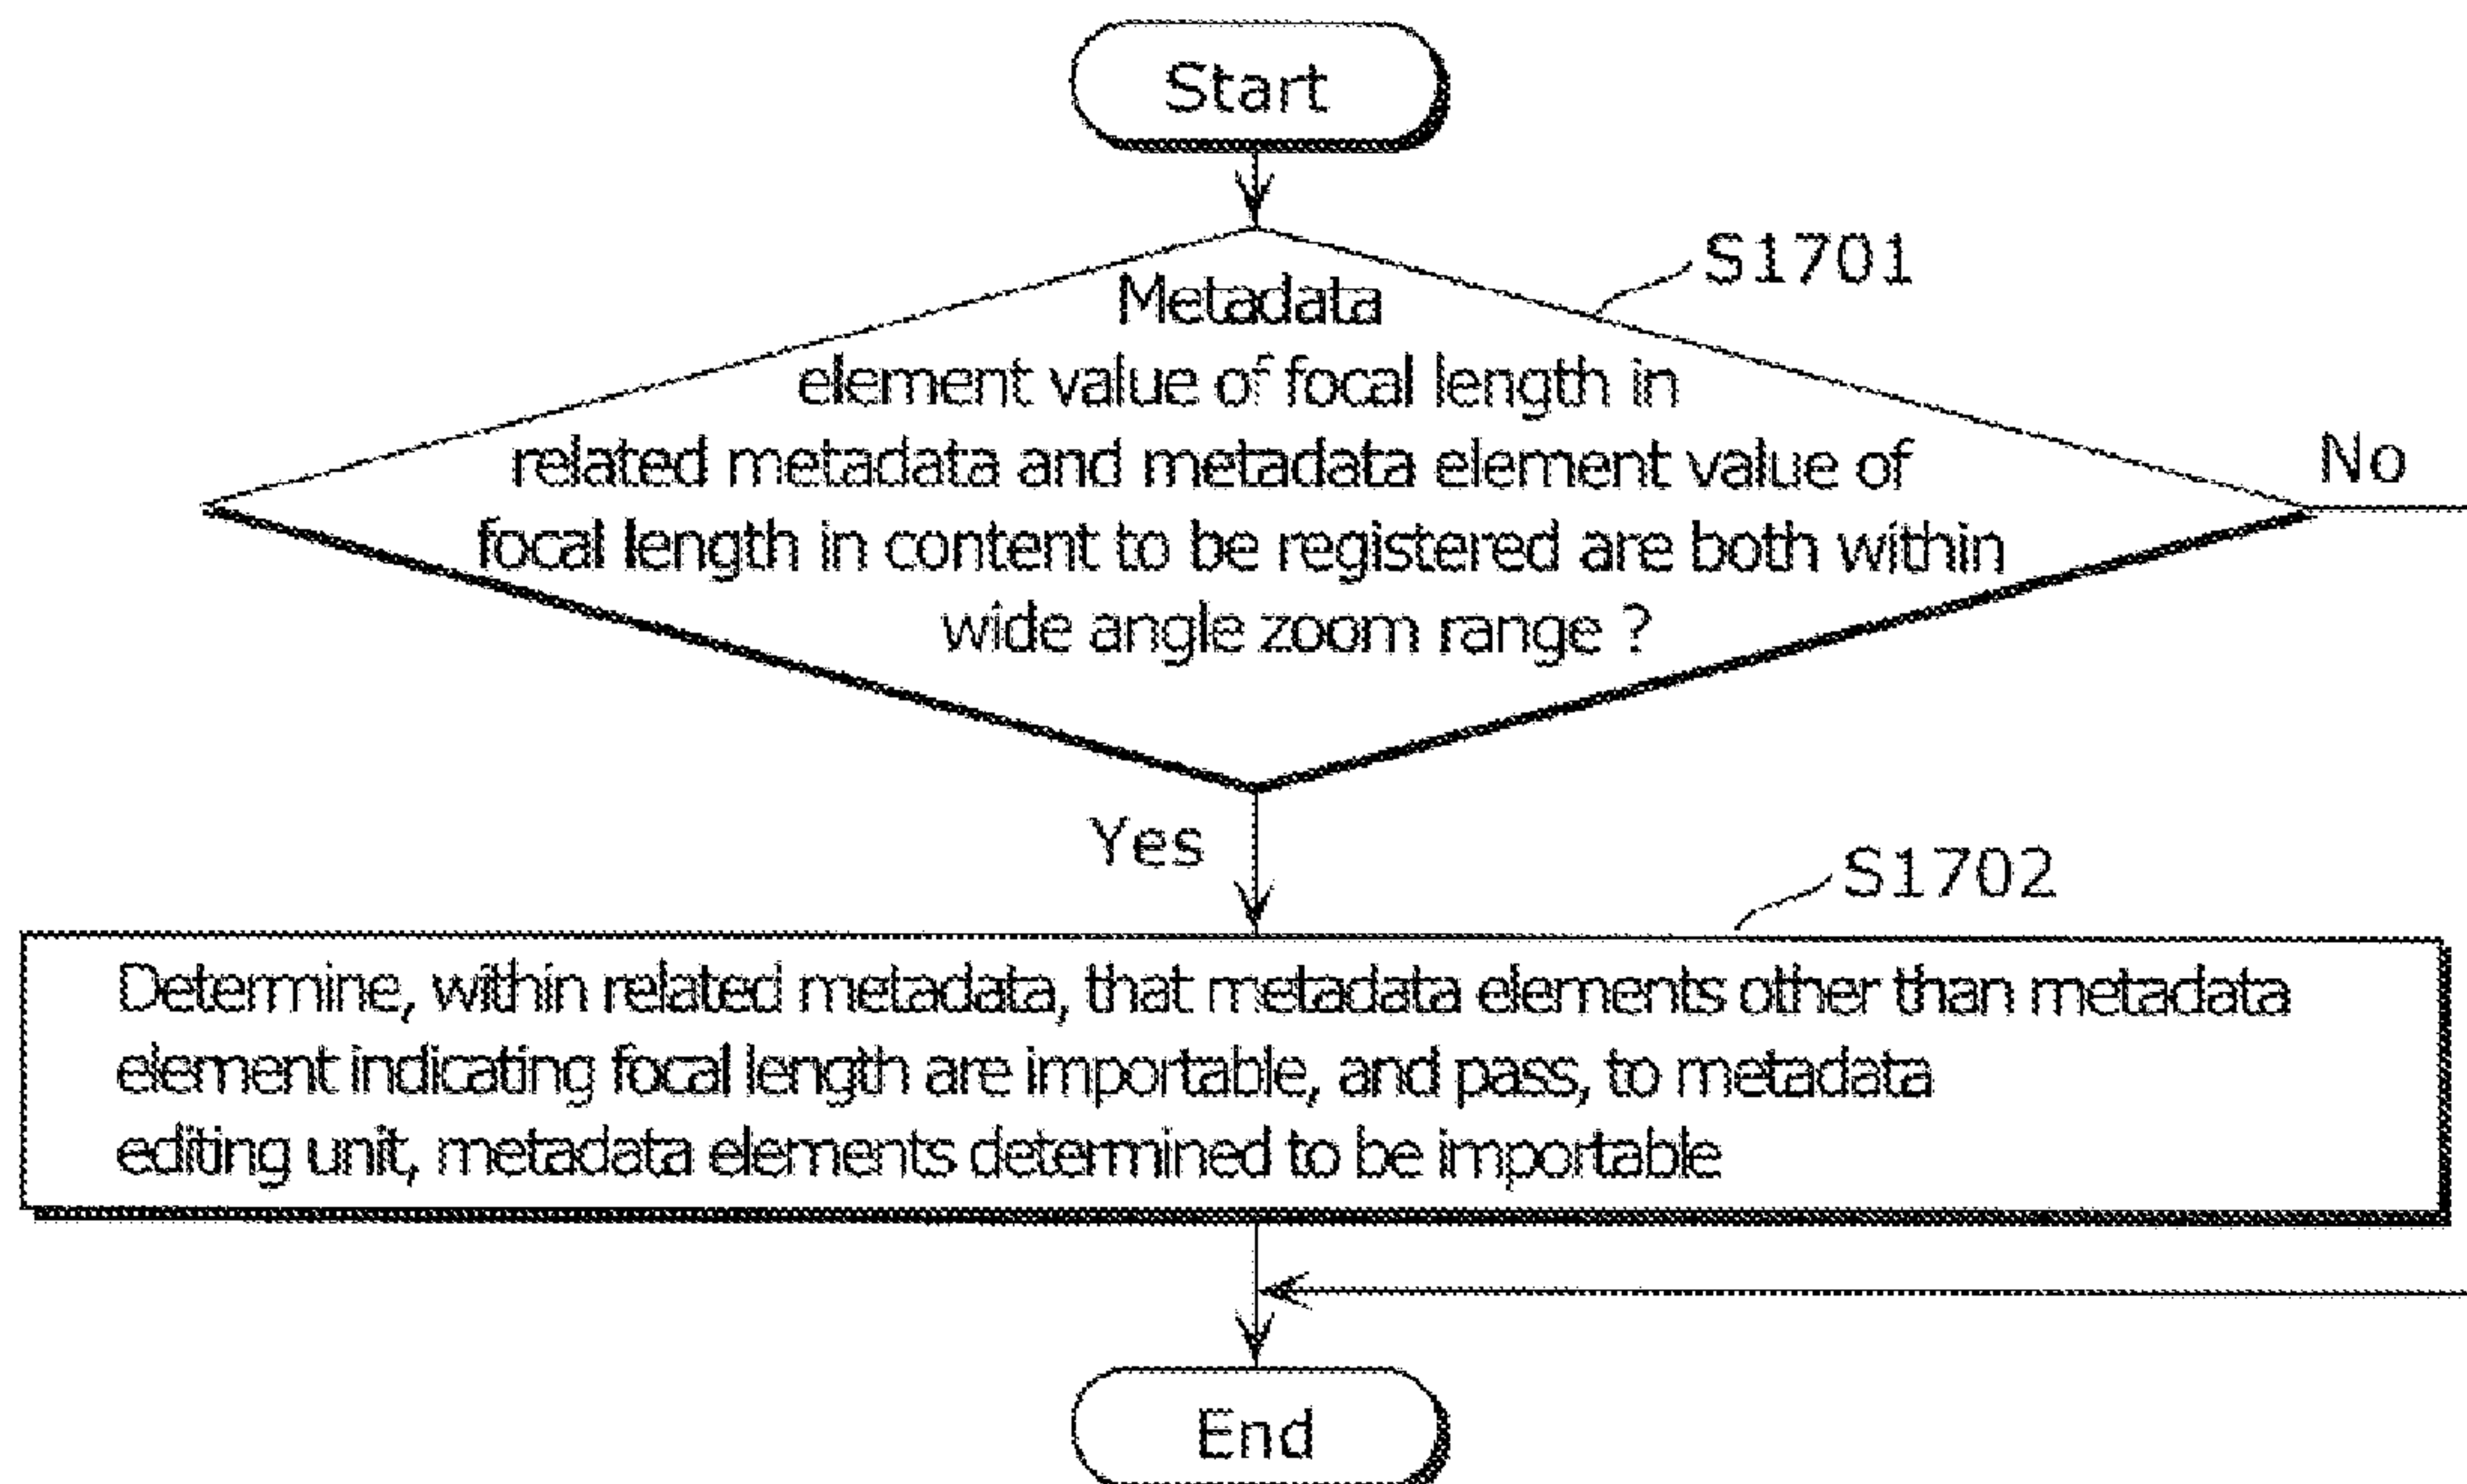 Start
S1701
Metadata
element value of focal length in
related metadata and metadata element value of
No
focal length in content to be registered are both within
wide angle zoom range ?
Yes
S1702
Determine, within related metadata, that metadata elements other than metadata
element indicating focal length are importable, and pass, to metadata
editing unit, metadata elements determined to be importable
End